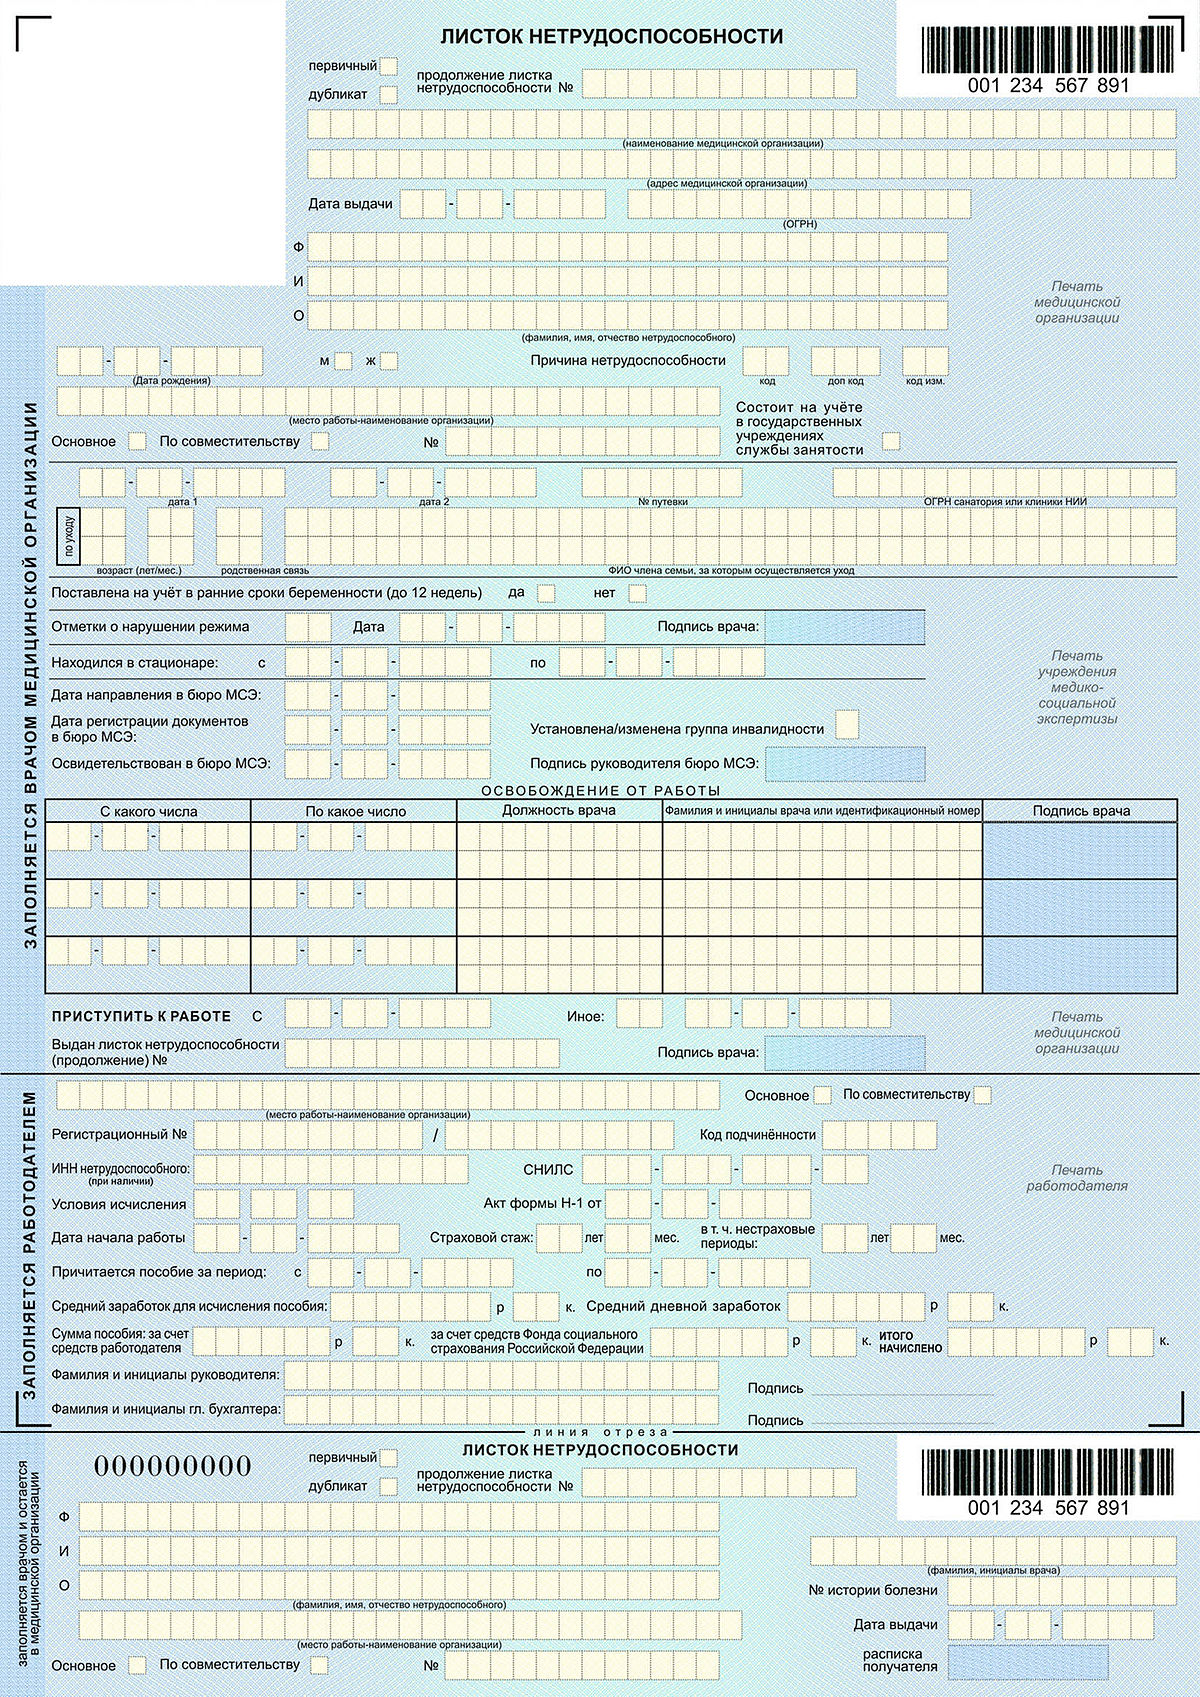 ЛИСТОК НЕТРУДОСПОСОБНОСТИ
001 234 567 891
первичный
дубликат
продолжение листка
нетрудоспособности №
(наименование медицинской организации)
(адрес медицинской организации)
Дата выдачи - -
(ОГРН)
Ф
И
О
(фамилия, имя, отчество нетрудоспособного)
Печать
медицинской
организации
- -
(Дата рождения)
м ж
Причина нетрудоспособности
код доп код код изм.
(место работы-наименование организации)
Состоит на учёте
в государственных
учреждениях
службы занятости
Основное По совместительству №
ЗАПОЛНЯЕТСЯ ВРАЧОМ МЕДИЦИНСКОЙ ОРГАНИЗАЦИИ
- - - -
дата 1 дата 2 № путевки ОГРН санатория или клиники НИИ
по уходу
возраст (лет/мес.) родственная связь ФИО члена семьи, за которым осуществляется уход
Поставлена на учёт в ранние сроки беременности (до 12 недель) да нет
Отметки о нарушении режима Дата - - Подпись врача:
Находился в стационаре: с - - по - -
Дата направления в бюро МСЭ: - -
Дата регистрации документов
в бюро МСЭ: - -
Установлена/изменена группа инвалидности
Освидетельствован в бюро МСЭ: - - Подпись руководителя бюро МСЭ:
Печать
учреждения
медико-
социальной
экспертизы
ОСВОБОЖДЕНИЕ ОТ РАБОТЫ
С какого числа По какое число Должность врача Фамилия и инициалы врача или идентификационный номер Подпись врача
- - - -
- - - -
- - - -
ПРИСТУПИТЬ К РАБОТЕ С - - Иное: - -
Выдан листок нетрудоспособности
(продолжение) №
Подпись врача:
Печать
медицинской
организации
ЗАПОЛНЯЕТСЯ РАБОТОДАТЕЛЕМ
(место работы-наименование организации)
Основное По совместительству
Регистрационный № / Код подчинённости
ИНН нетрудоспособного:
(при наличии)
СНИЛС - - -
Печать
работодателя
Условия исчисления Акт формы Н-1 от - -
Дата начала работы - - Страховой стаж: лет мес.
в т. ч. нестраховые
периоды: лет мес.
Причитается пособие за период: с - - по - -
Средний заработок для исчисления пособия: р к. Средний дневной заработок р к.
Сумма пособия: за счет
средств работодателя р к.
за счет средств Фонда социального
страхования Российской Федерации р к.
ИТОГО
НАЧИСЛЕНО р к.
Фамилия и инициалы руководителя:
Подпись
Фамилия и инициалы гл. бухгалтера:
Подпись
линия отреза
ЛИСТОК НЕТРУДОСПОСОБНОСТИ
000000000
первичный
дубликат
продолжение листка
нетрудоспособности №
001 234 567 891
заполняется врачом и остается
в медицинской организации
Ф
И
О
(фамилия, имя, отчество нетрудоспособного)
(место работы-наименование организации)
Основное По совместительству №
(фамилия, инициалы врача)
№ истории болезни
Дата выдачи - -
расписка
получателя